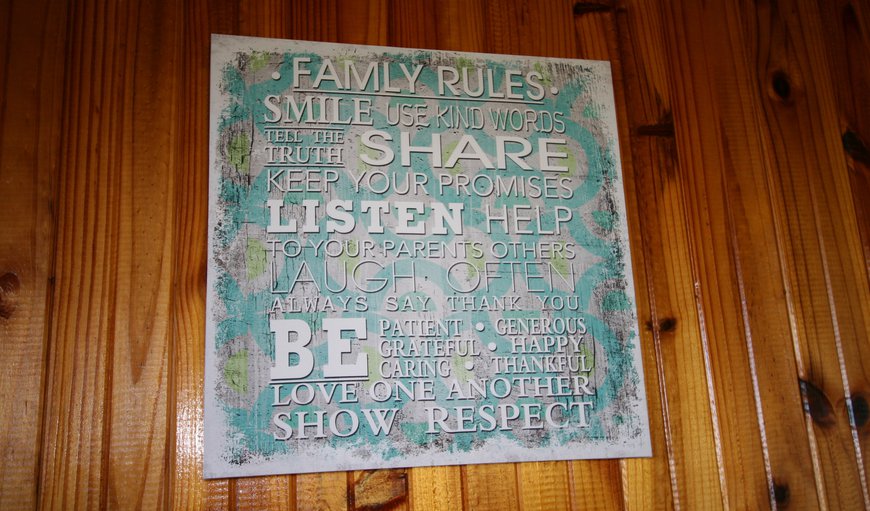 • FAMLY RULES •
SMILE USE KIND WORDS
TELL THE TRUTH SHARE
KEEP YOUR PROMISES
LISTEN HELP
TO YOUR PARENTS OTHERS
LAUGH OFTEN
ALWAYS SAY THANK YOU
BE PATIENT • GENEROUS
GRATEFUL • HAPPY
CARING • THANKFUL
LOVE ONE ANOTHER
SHOW RESPECT